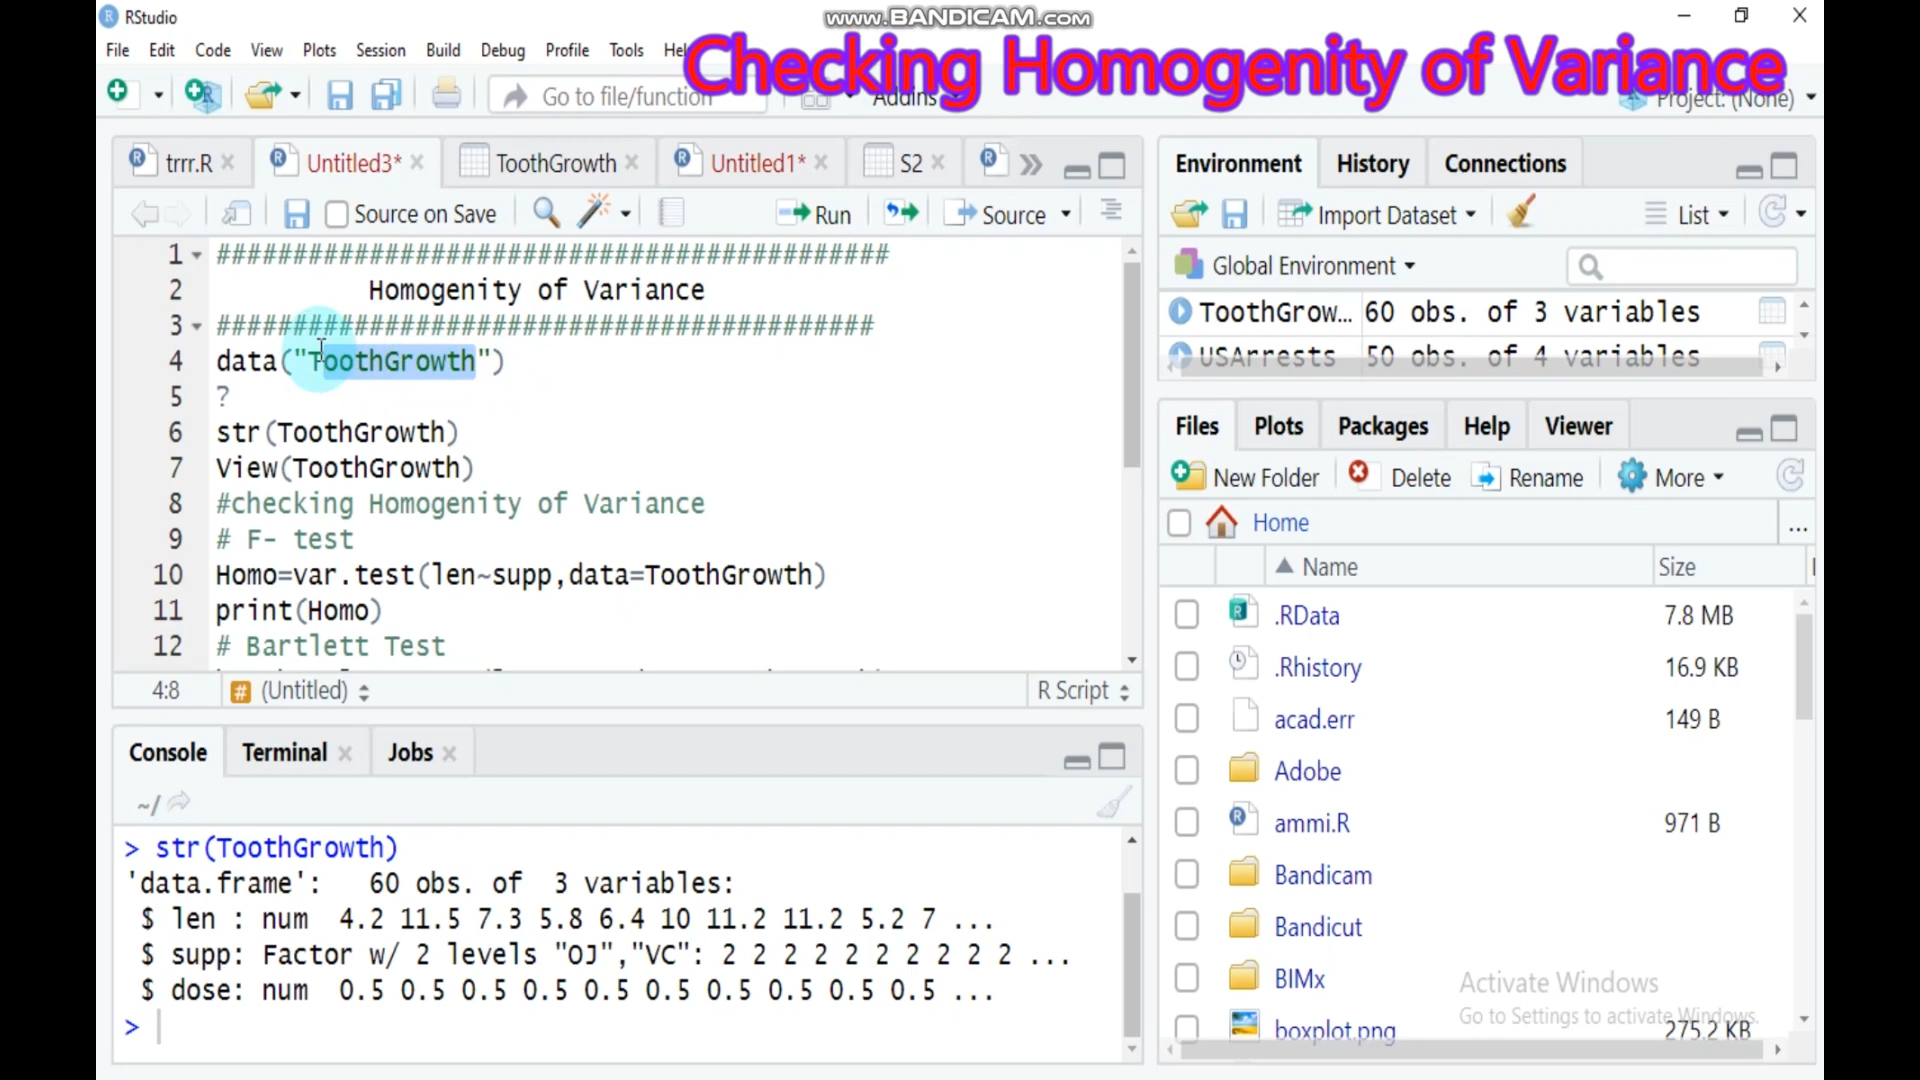 RStudio
www.BANDICAM.com
File Edit Code View Plots Session Build Debug Profile Tools Help
Checking Homogenity of Variance
Go to file/function
Addins
Project: (None)
trrr.R
Untitled3*
ToothGrowth
Untitled1*
S2
Source on Save
Run
Source
1 ############################################
2 Homogenity of Variance
3 ###########################################
4 data("ToothGrowth")
5 ?
6 str(ToothGrowth)
7 View(ToothGrowth)
8 #checking Homogenity of Variance
9 # F- test
10 Homo=var.test(len~supp,data=ToothGrowth)
11 print(Homo)
12 # Bartlett Test
4:8
(Untitled)
R Script
Console Terminal Jobs
~/
> str(ToothGrowth)
'data.frame': 60 obs. of 3 variables:
$ len : num 4.2 11.5 7.3 5.8 6.4 10 11.2 11.2 5.2 7 ...
$ supp: Factor w/ 2 levels "OJ","VC": 2 2 2 2 2 2 2 2 2 2 ...
$ dose: num 0.5 0.5 0.5 0.5 0.5 0.5 0.5 0.5 0.5 0.5 ...
>
Environment History Connections
Import Dataset
List
Global Environment
ToothGrow... 60 obs. of 3 variables
USArrests 50 obs. of 4 variables
Files Plots Packages Help Viewer
New Folder Delete Rename More
Home
...
Name Size
.RData 7.8 MB
.Rhistory 16.9 KB
acad.err 149 B
Adobe
ammi.R 971 B
Bandicam
Bandicut
BIMx
boxplot.png 275.2 KB
Activate Windows
Go to Settings to activate Windows.